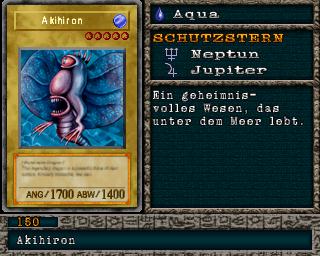 Akihiron
ANG/1700 ABW/1400
Aqua
SCHUTZSTERN
Neptun
Jupiter
Ein geheimnis-
volles Wesen, das
unter dem Meer lebt.
150
Akihiron